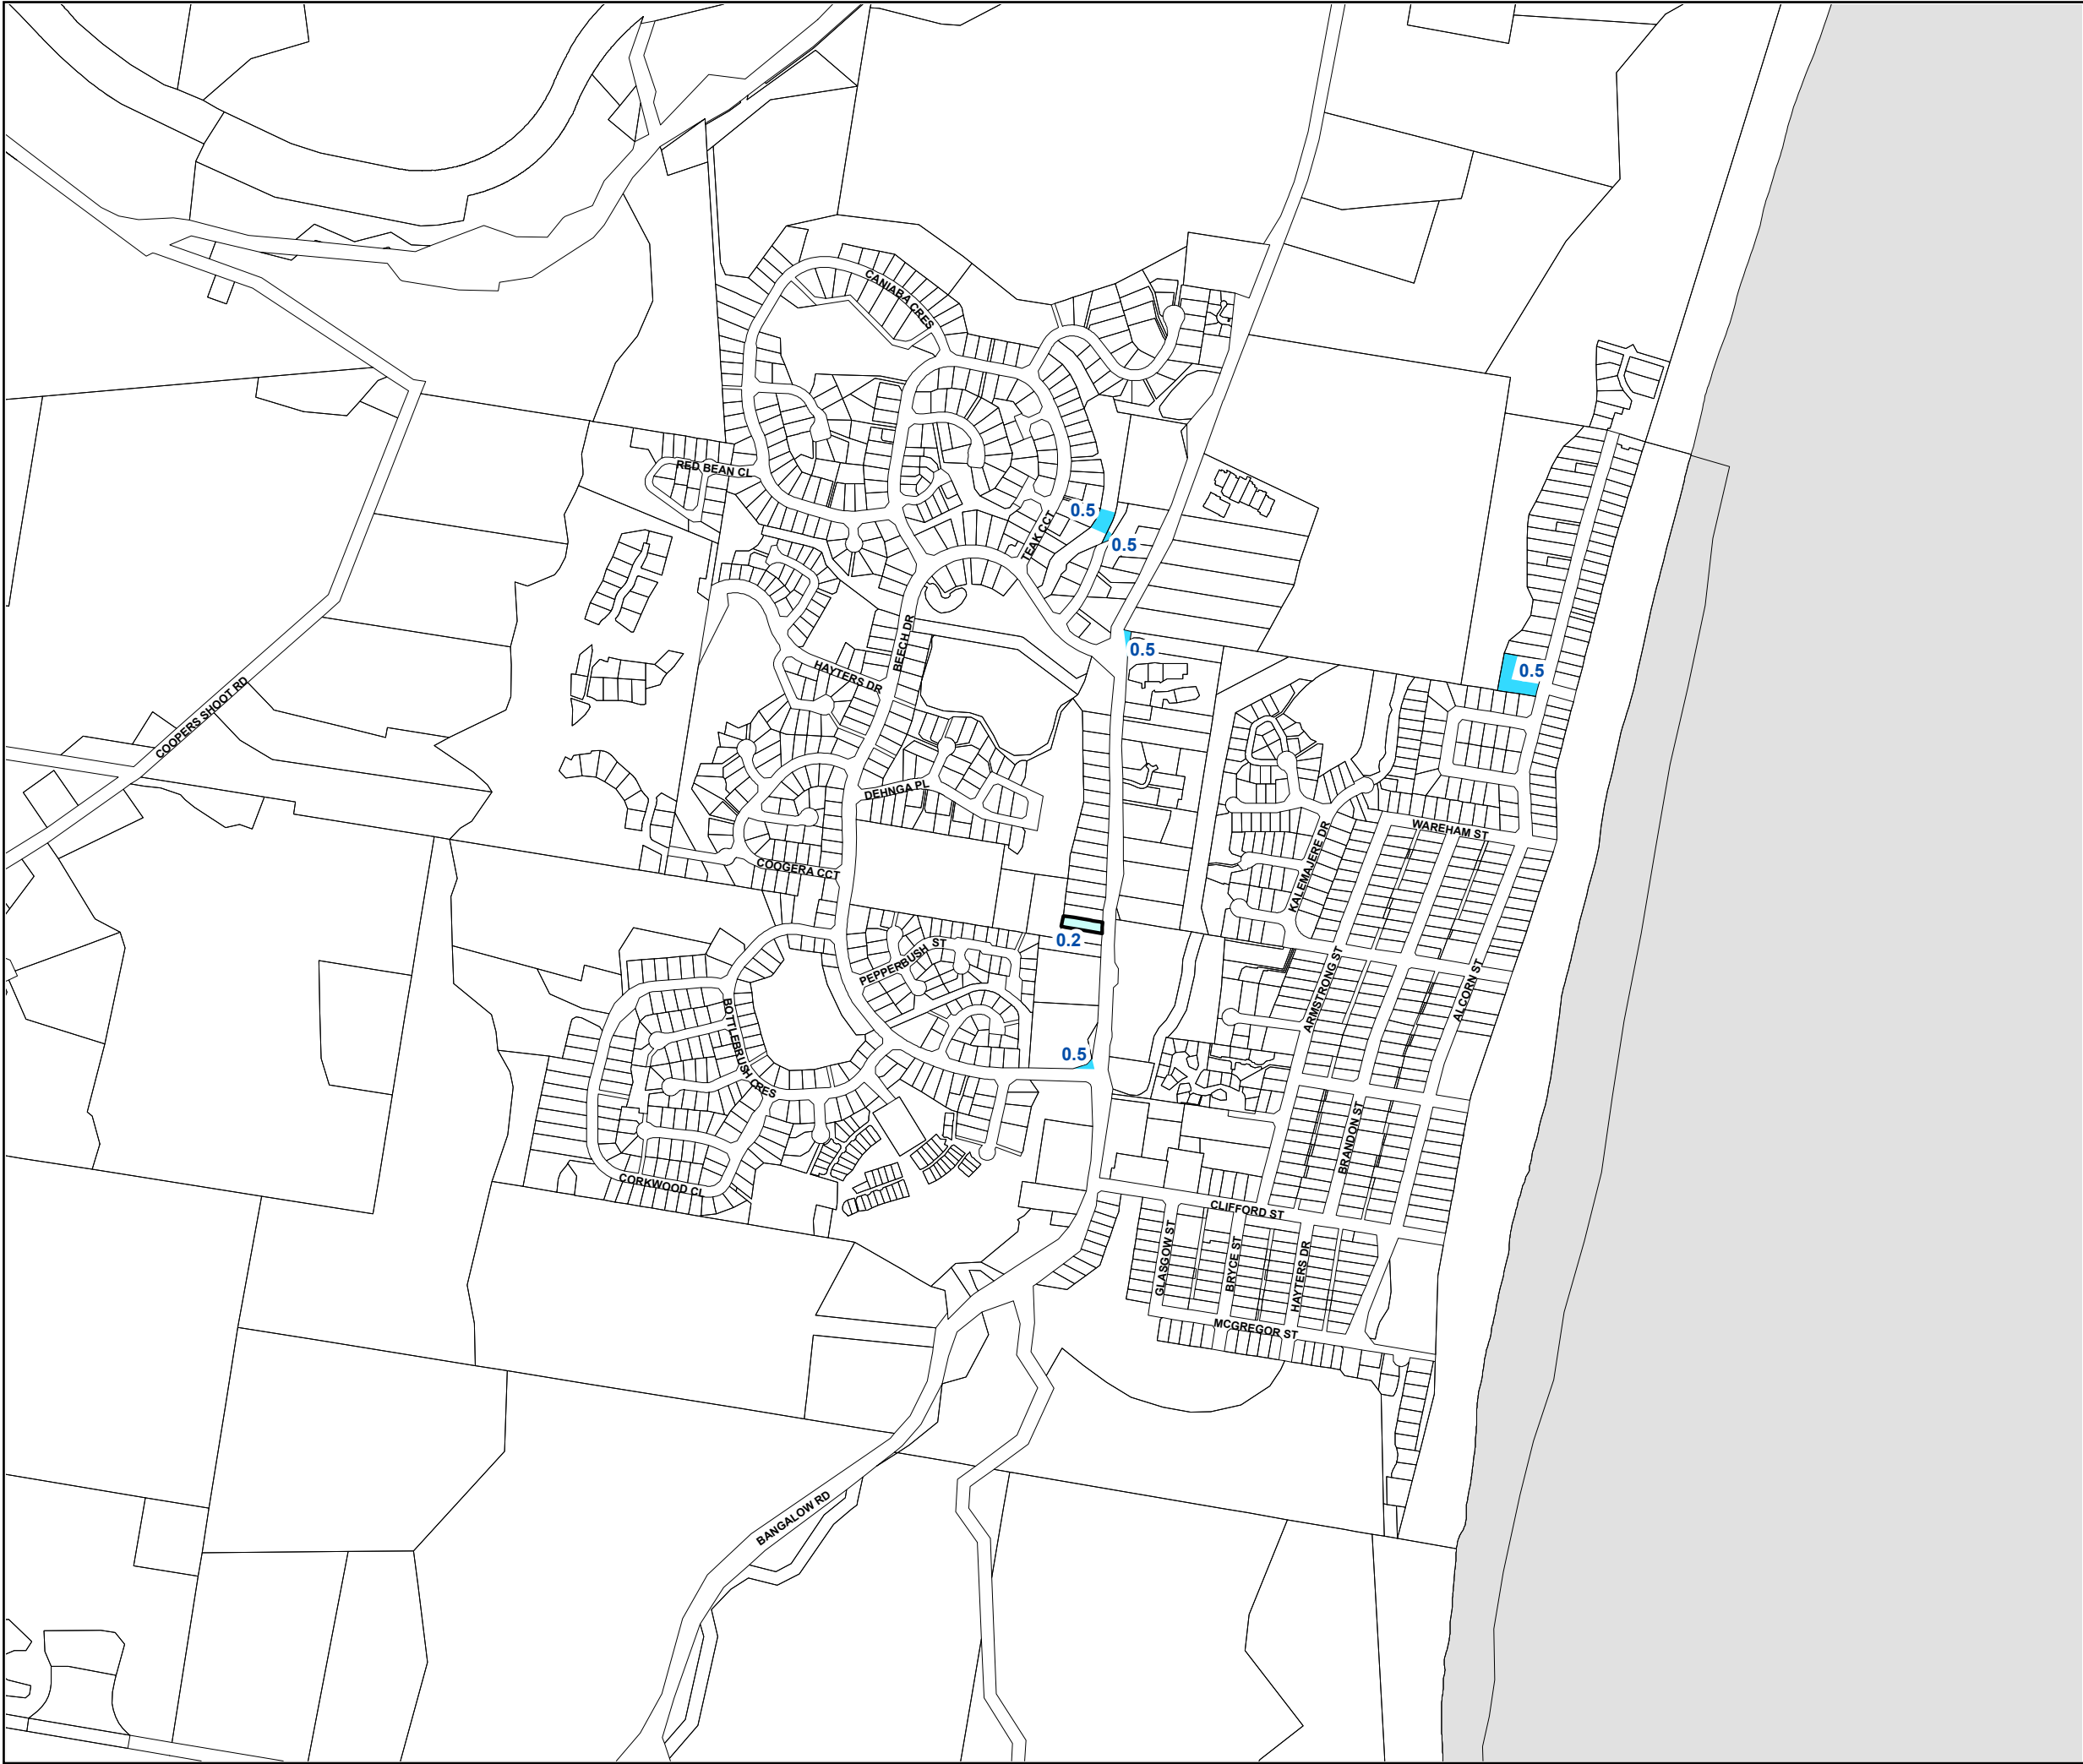 CANIABA CRES
RED BEAN CL
0.5
TEAK CCT
0.5
BEECH DR
0.5
HAYTERS DR
0.5
COOPERS SHOOT RD
DEHNGA PL
WAREHAM ST
KALEMAJERE DR
COOGERA CCT
0.2
PEPPERBUSH ST
ARMSTRONG ST
ALCORN ST
BOTTLEBRUSH CRES
0.5
BRANDON ST
CORKWOOD CL
CLIFFORD ST
GLASGOW ST
BRYCE ST
HAYTERS DR
MCGREGOR ST
BANGALOW RD